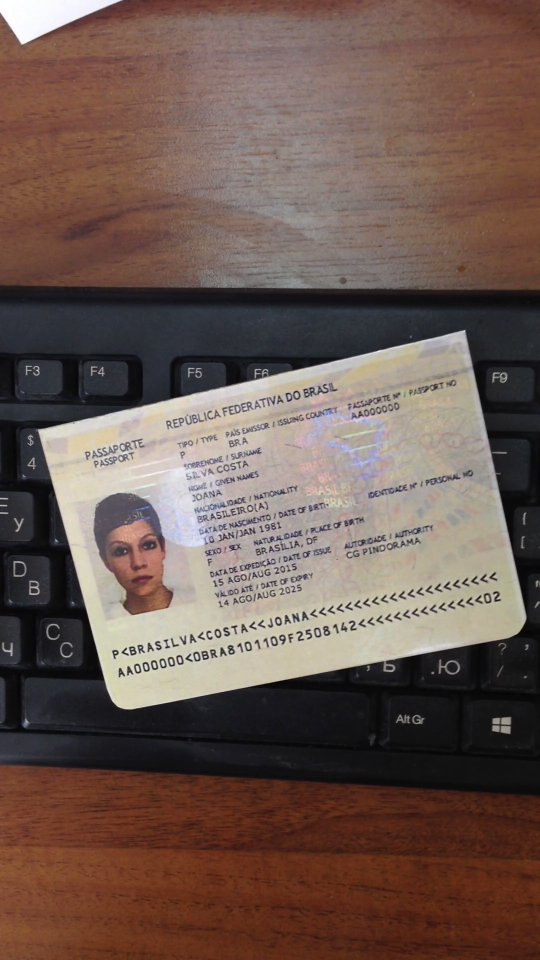 F3
F4
F5
F6
F9
$
4
REPÚBLICA FEDERATIVA DO BRASIL
PASSAPORTE
PASSPORT
TIPO / TYPE PAÍS EMISSOR / ISSUING COUNTRY PASSAPORTE Nº / PASSPORT NO
P BRA AA000000
SOBRENOME / SURNAME
SILVA COSTA
NOME / GIVEN NAMES
JOANA
NACIONALIDADE / NATIONALITY
BRASILEIRO(A)
DATA DE NASCIMENTO / DATE OF BIRTH IDENTIDADE Nº / PERSONAL NO
10 JAN/JAN 1981
SEXO / SEX NATURALIDADE / PLACE OF BIRTH
F BRASÍLIA, DF
DATA DE EXPEDIÇÃO / DATE OF ISSUE AUTORIDADE / AUTHORITY
15 AGO/AUG 2015 CG PINDORAMA
VÁLIDO ATÉ / DATE OF EXPIRY
14 AGO/AUG 2025
BRASIL
BRASIL
P<BRASILVA<COSTA<<JOANA<<<<<<<<<<<<<<<<<<<<<
AA000000<0BRA8101109F2508142<<<<<<<<<<<<<<02
E
У
D
В
Ч
C
С
Ь
.Ю
?
Alt Gr